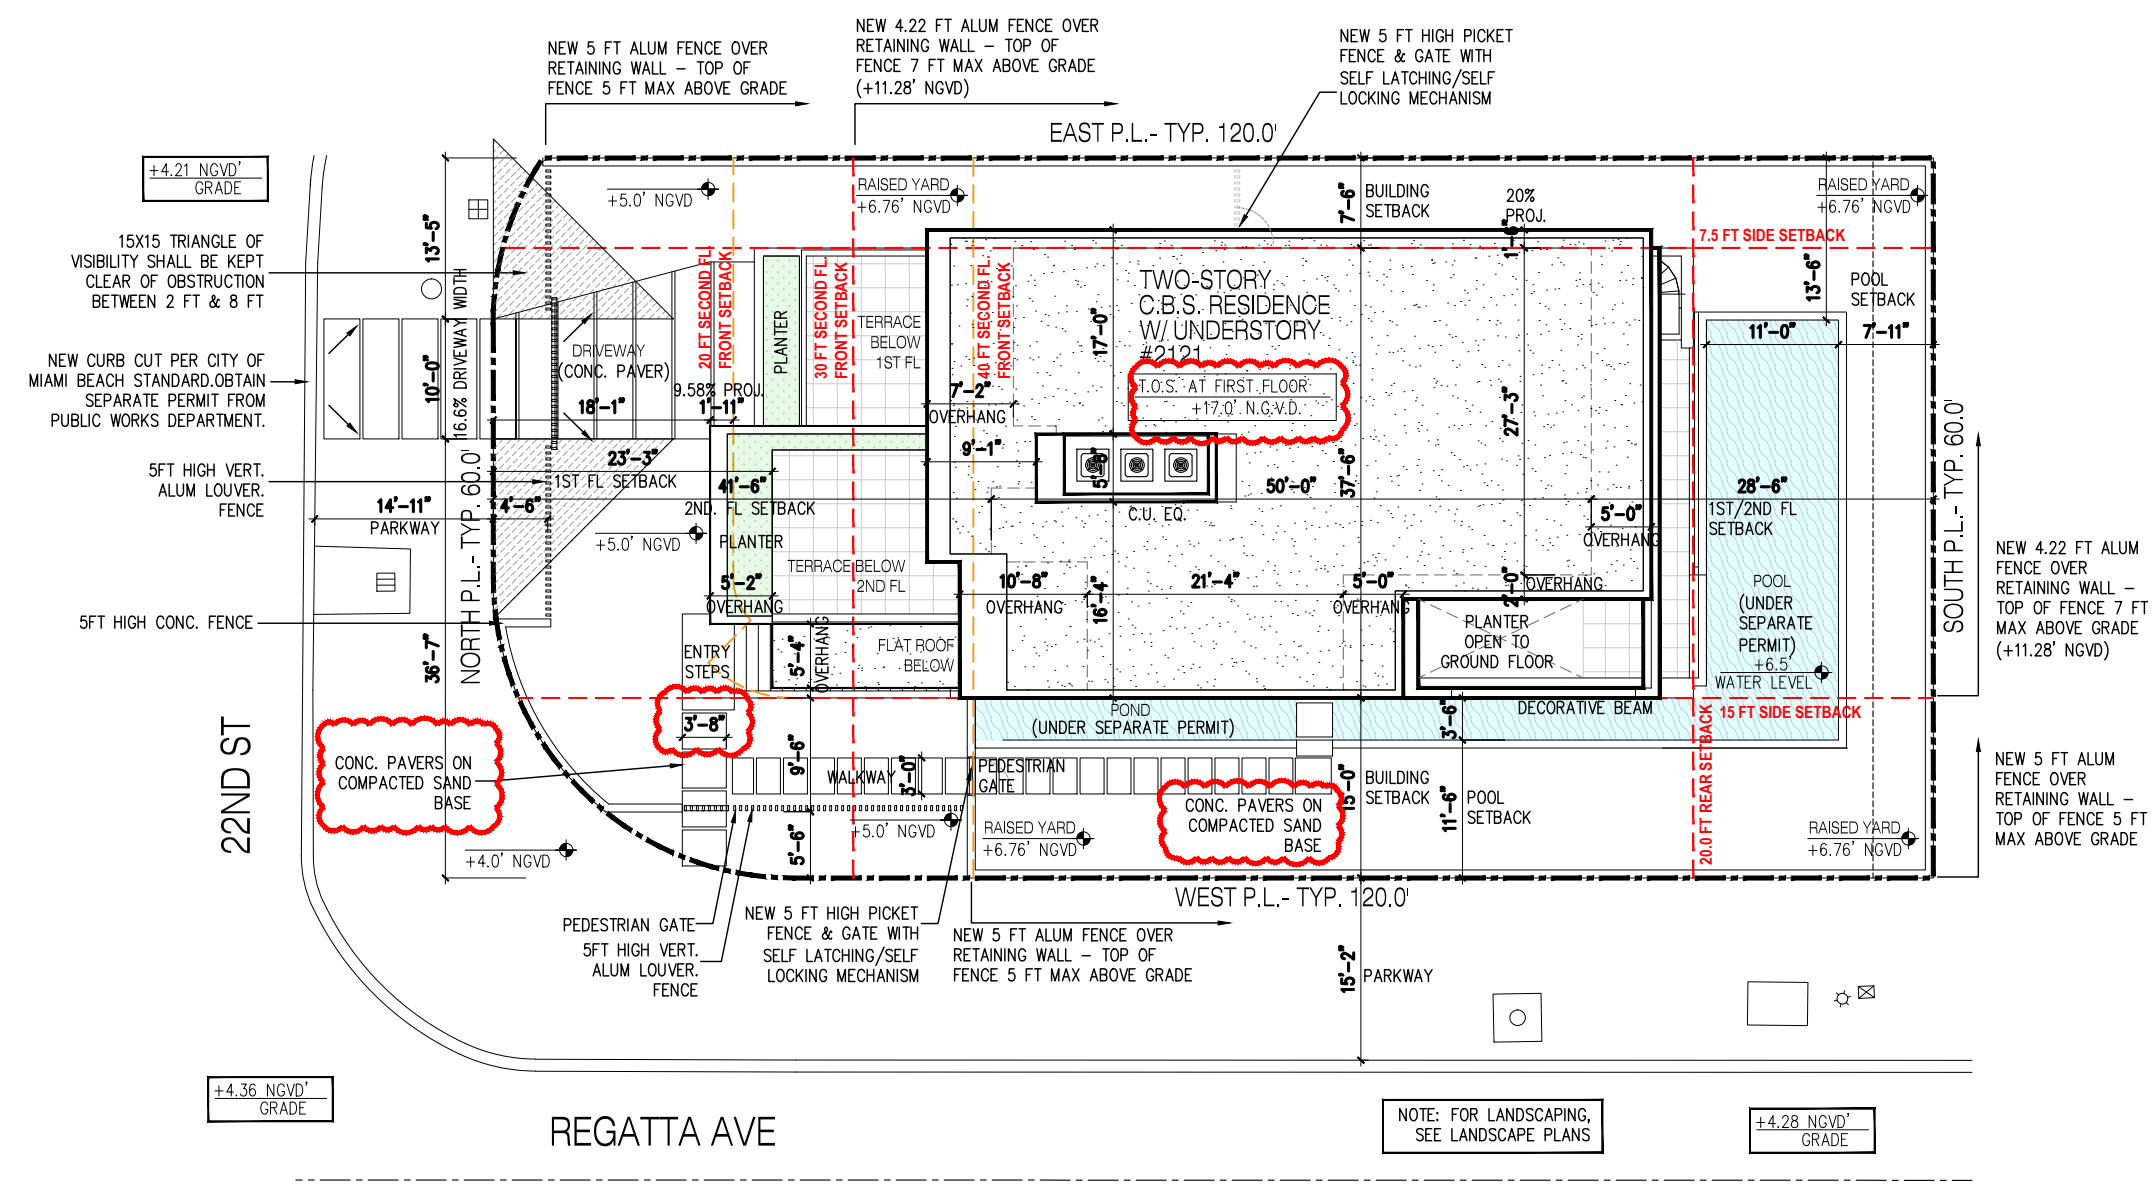 NEW 5 FT ALUM FENCE OVER
RETAINING WALL – TOP OF
FENCE 5 FT MAX ABOVE GRADE
NEW 4.22 FT ALUM FENCE OVER
RETAINING WALL – TOP OF
FENCE 7 FT MAX ABOVE GRADE
(+11.28' NGVD)
NEW 5 FT HIGH PICKET
FENCE & GATE WITH
SELF LATCHING/SELF
LOCKING MECHANISM
EAST P.L.- TYP. 120.0'
+4.21 NGVD'
GRADE
15X15 TRIANGLE OF
VISIBILITY SHALL BE KEPT
CLEAR OF OBSTRUCTION
BETWEEN 2 FT & 8 FT
NEW CURB CUT PER CITY OF
MIAMI BEACH STANDARD.OBTAIN
SEPARATE PERMIT FROM
PUBLIC WORKS DEPARTMENT.
5FT HIGH VERT.
ALUM LOUVER.
FENCE
14'-11"
PARKWAY
5FT HIGH CONC. FENCE
13'-5"
10'-0"
16.6% DRIVEWAY WIDTH
36'-7"
NORTH P.L.- TYP. 60.0'
4'-6"
+5.0' NGVD
RAISED YARD
+6.76' NGVD
7'-6"
BUILDING
SETBACK
20%
PROJ.
1'-6"
RAISED YARD
+6.76' NGVD
7.5 FT SIDE SETBACK
13'-6"
POOL
SETBACK
11'-0"
7'-11"
20 FT SECOND FL.
FRONT SETBACK
30 FT SECOND FL.
FRONT SETBACK
40 FT SECOND FL.
FRONT SETBACK
PLANTER
TERRACE
BELOW
1ST FL
DRIVEWAY
(CONC. PAVER)
18'-1"
9.58% PROJ.
1'-11"
23'-3"
1ST FL SETBACK
41'-6"
2ND. FL SETBACK
PLANTER
+5.0' NGVD
5'-2"
OVERHANG
TERRACE BELOW
2ND FL
TWO-STORY
C.B.S. RESIDENCE
W/ UNDERSTORY
#2121
T.O.S. AT FIRST FLOOR
+17.0' N.G.V.D.
17'-0"
7'-2"
OVERHANG
9'-1"
5'-8"
C.U. EQ.
50'-0"
37'-6"
27'-3"
5'-0"
OVERHANG
28'-6"
1ST/2ND FL
SETBACK
10'-8"
OVERHANG
16'-4"
21'-4"
5'-0"
OVERHANG
2'-0"
OVERHANG
PLANTER
OPEN TO
GROUND FLOOR
POOL
(UNDER
SEPARATE
PERMIT)
+6.5'
WATER LEVEL
SOUTH P.L.- TYP. 60.0'
NEW 4.22 FT ALUM
FENCE OVER
RETAINING WALL –
TOP OF FENCE 7 FT
MAX ABOVE GRADE
(+11.28' NGVD)
ENTRY
STEPS
5'-4"
OVERHANG
FLAT ROOF
BELOW
3'-8"
CONC. PAVERS ON
COMPACTED SAND
BASE
POND
(UNDER SEPARATE PERMIT)
3'-6"
DECORATIVE BEAM
15 FT SIDE SETBACK
20.0 FT REAR SETBACK
9'-6"
WALKWAY
3'-0"
PEDESTRIAN
GATE
15'-0"
BUILDING
SETBACK
11'-6"
POOL
SETBACK
CONC. PAVERS ON
COMPACTED SAND
BASE
NEW 5 FT ALUM
FENCE OVER
RETAINING WALL –
TOP OF FENCE 5 FT
MAX ABOVE GRADE
+4.0' NGVD
5'-6"
+5.0' NGVD
RAISED YARD
+6.76' NGVD
RAISED YARD
+6.76' NGVD
22ND ST
WEST P.L.- TYP. 120.0'
PEDESTRIAN GATE
5FT HIGH VERT.
ALUM LOUVER.
FENCE
NEW 5 FT HIGH PICKET
FENCE & GATE WITH
SELF LATCHING/SELF
LOCKING MECHANISM
NEW 5 FT ALUM FENCE OVER
RETAINING WALL – TOP OF
FENCE 5 FT MAX ABOVE GRADE
15'-2"
PARKWAY
+4.36 NGVD'
GRADE
REGATTA AVE
NOTE: FOR LANDSCAPING,
SEE LANDSCAPE PLANS
+4.28 NGVD'
GRADE